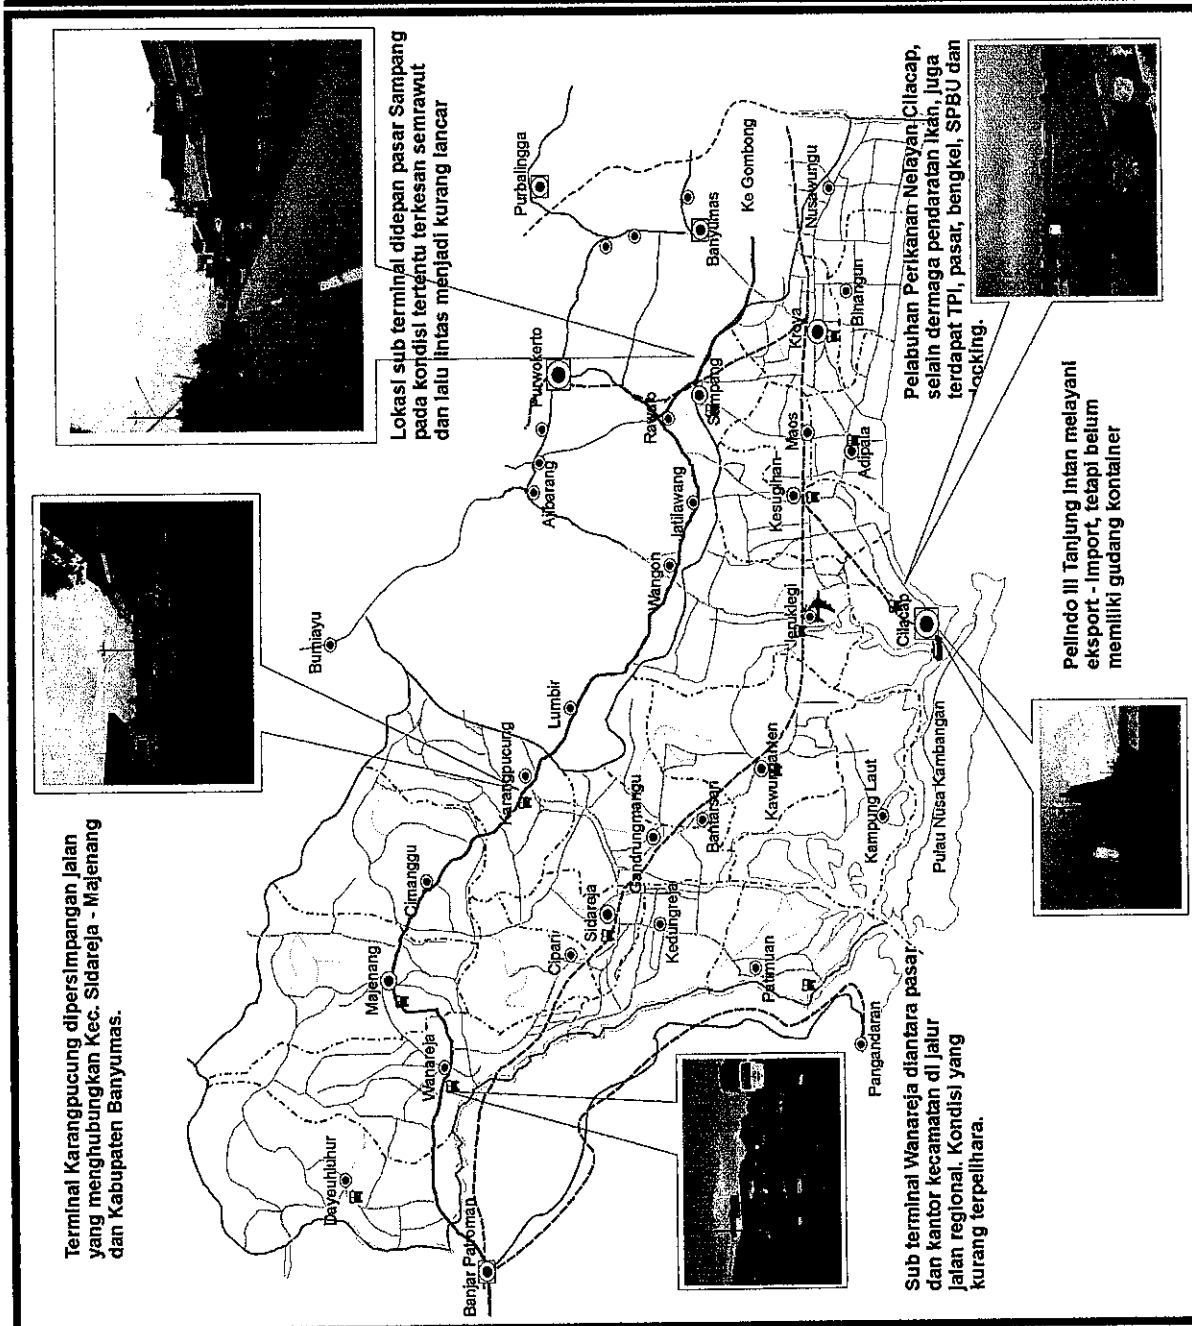 Terminal Karangpucung dipersimpangan jalan
yang menghubungkan Kec. Sidareja - Majenang
dan Kabupaten Banyumas.
Lokasi sub terminal didepan pasar Sampang
pada kondisi tertentu terkesan semrawut
dan lalu lintas menjadi kurang lancar
Bumiayu
Ajibarang
Purwokerto
Purbalingga
Dayeuhluhur
Wanareja
Majenang
Cimanggu
Karangpucung
Lumbir
Wangon
Jatilawang
Rawalo
Sampang
Banyumas
Ke Gombong
Banjar Patroman
Cipari
Sidareja
Gandrungmangu
Kedungreja
Bantarsari
Kawunganten
Jeruklegi
Kesugihan
Maos
Kroya
Nusawungu
Binangun
Adipala
Patimuan
Pangandaran
Kampung Laut
Cilacap
Pulau Nusa Kambangan
Sub terminal Wanareja diantara pasar
dan kantor kecamatan di jalur
jalan regional. Kondisi yang
kurang terpelihara.
Pelindo III Tanjung Intan melayani
eksport - Import, tetapi belum
memiliki gudang kontainer
Pelabuhan Perikanan Nelayan Cilacap,
selain dermaga pendaratan Ikan, juga
terdapat TPI, pasar, bengkel, SPBU dan
docking.